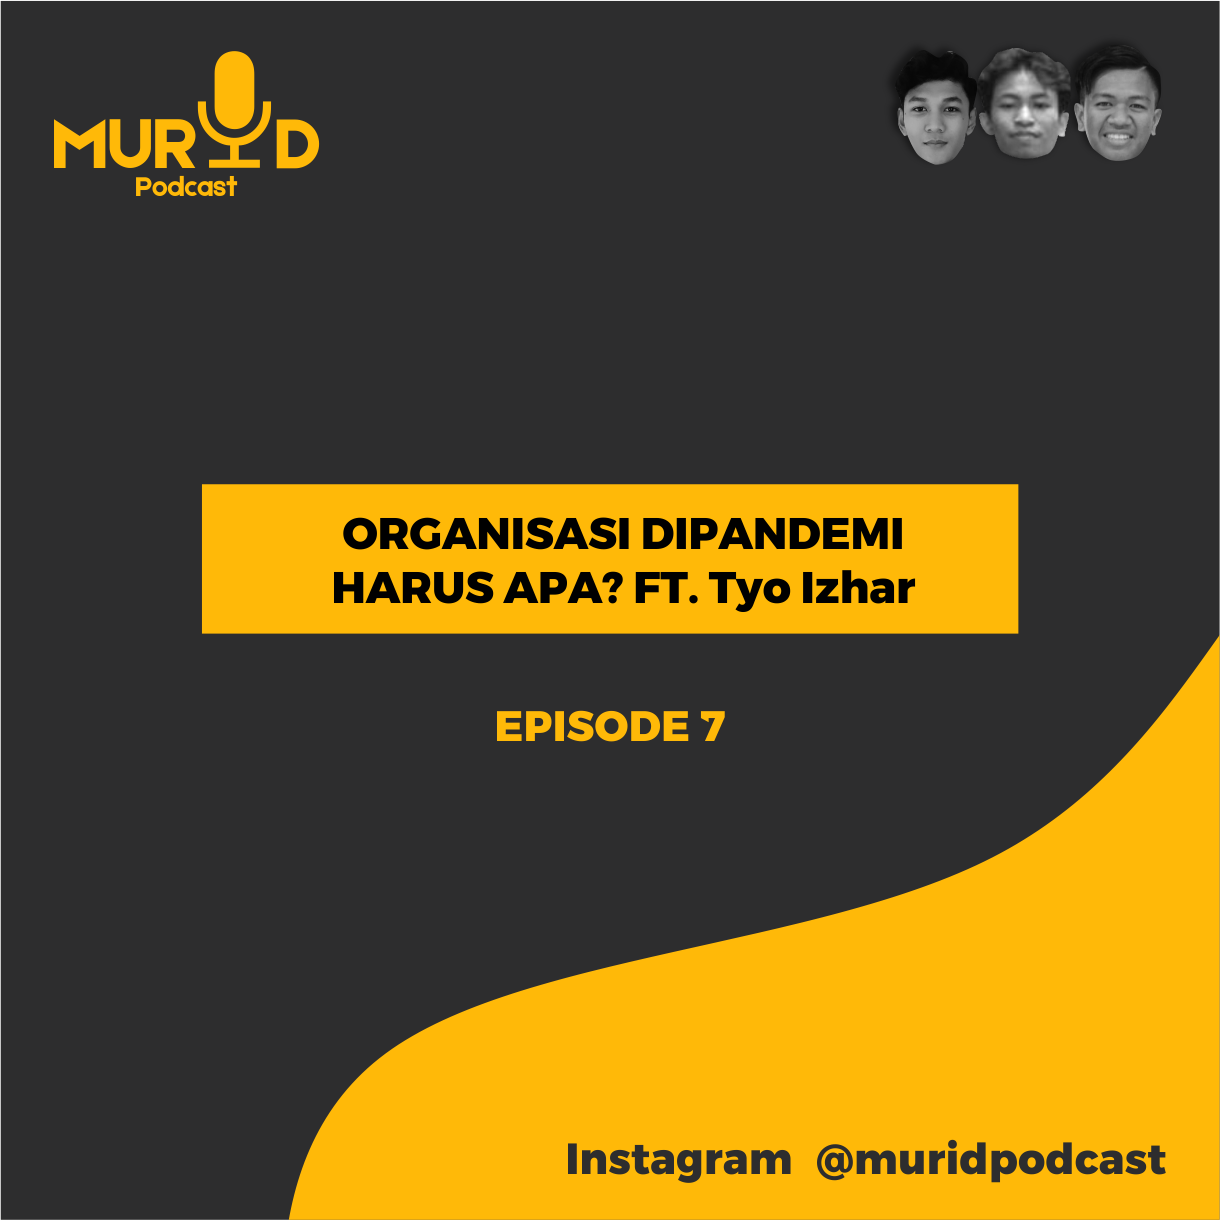 MURID
Podcast
ORGANISASI DIPANDEMI
HARUS APA? FT. Tyo Izhar
EPISODE 7
Instagram @muridpodcast